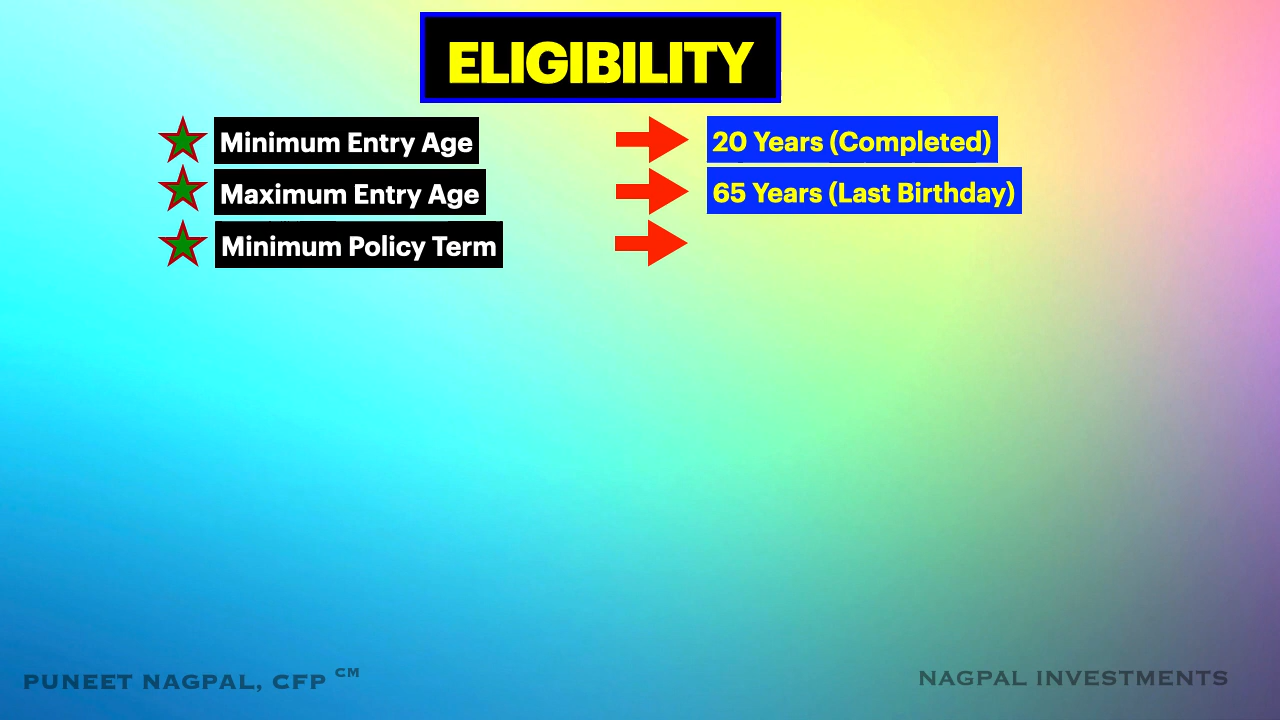 ELIGIBILITY
Minimum Entry Age 20 Years (Completed)
Maximum Entry Age 65 Years (Last Birthday)
Minimum Policy Term
PUNEET NAGPAL, CFP CM
NAGPAL INVESTMENTS